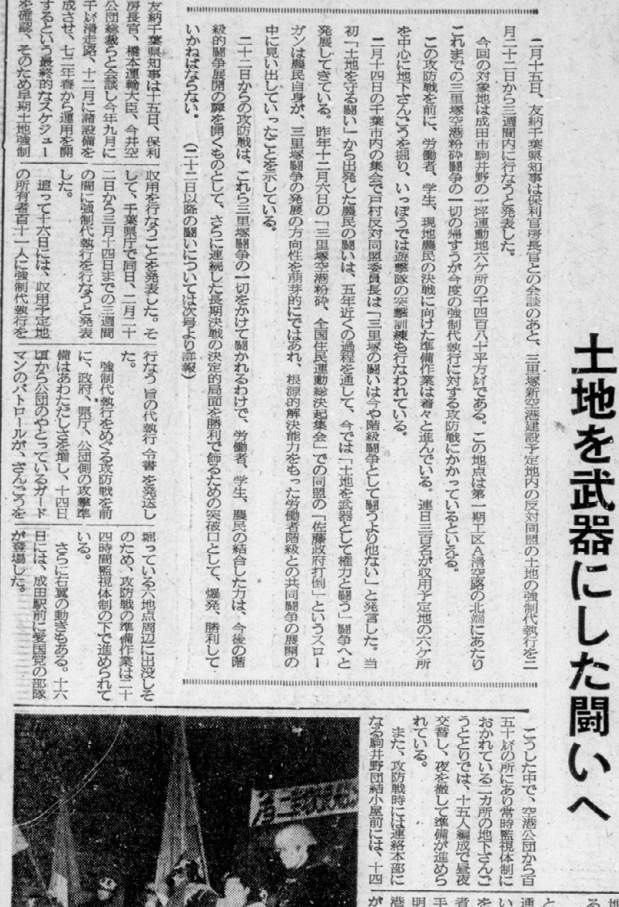 土地を武器にした闘いへ
二月十五日、友納千葉県知事は保利官房長官との会談のあと、三里塚新空港建設予定地内の反対同盟の土地の強制代執行を二
月二十二日から三週間内に行なうと発表した。
今回の対象地は成田市駒井野の一坪運動地六ケ所の千四百八十平方㍍である。この地点は第一期工区A滑空路の北端にあたり
これまでの三里塚空港粉砕闘争の一切の帰すうが今度の強制代執行に対する攻防戦にかかっているといえる。
この攻防戦を前に、労働者、学生、現地農民の決戦に向けた準備作業は着々と進んでいる。連日三百名が収用予定地の六ケ所
を中心に地下ざんごうを掘り、いっぽうでは遊撃隊の突撃訓練も行なわれている。
二月十四日の千葉市内の集会で戸村反対同盟委員長は「三里塚の闘いは今や階級闘争として闘うより他ない」と発言した。当
初「土地を守る闘い」から出発した農民の闘いは、五年近くの過程を通して、今では「土地を武器として権力と闘う」闘争へと
発展してきている。昨年十二月六日の「三里塚空港粉砕、全国住民運動総決起集会」での同盟の「佐藤政府打倒」というスロー
ガンは農民自身が、三里塚闘争の発展の方向性を萌芽的にではあれ、根源的解決能力をもった労働者階級との共同闘争の展開の
中に見い出していったことを示している。
二十二日からの攻防戦は、これら三里塚闘争の一切をかけて闘かれるわけで、労働者、学生、農民の結合した力は、今後の階
級的闘争展開の扉を開くものとして、さらに連続した長期決戦の決定的局面を勝利で飾るための突破口として、爆発、勝利して
いかねばならない。（二十二日以降の闘いについては次号より詳報）
友納千葉県知事は十五日、保利
房長官、橋本運輸大臣、今井空
公団総裁らと会談し今年九月に
千㍍滑走路、十二月に諸設備を
成させ、七二年春から運用を開
するという最終的なスケジュー
を確認、そのため早期土地強制
収用を行なうことを発表した。そ
して、千葉県庁で同日、二月二十
二日から三月十四日までの三週間
の間に強制代執行を行なうと発表
した。
追って十六日には、収用予定地
の所有者百十一人に強制代執行を
行なう旨の代執行令書を発送し
た。
強制代執行をめぐる攻防戦を前
に、政府、県庁、公団側の攻撃準
備はあわただしさを増し、十四日
頃から公団のやとっているガード
マンのパトロールが、ざんごうを
掘っている六地点周辺に出没しそ
のため、攻防戦の準備作業は二十
四時間監視体制の下で進められて
いる。
さらに右翼の動きもある。十六
日には、成田駅前に愛国党の部隊
が登場した。
こうした中で、空港公団から百
五十㍍の所にあり常時監視体制に
おかれている二カ所の地下ざんご
うととりでは、十五人編成で昼夜
交替し、夜を徹して準備が進めら
れている。
また、攻防戦時には連絡本部に
なる駒井野団結小屋前には、十四